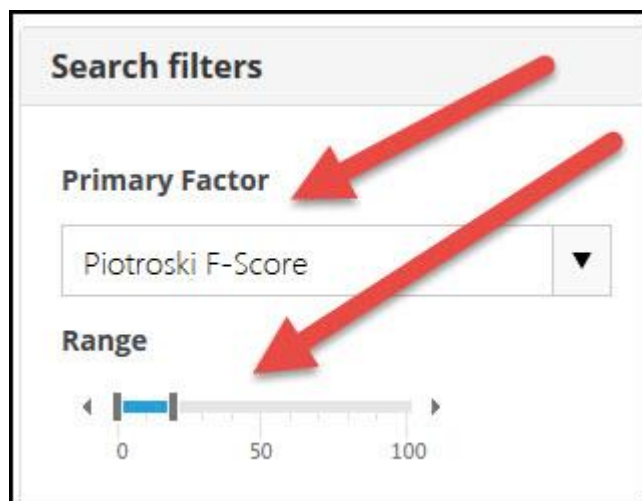 Search filters
Primary Factor
Piotroski F-Score
Range
0 50 100